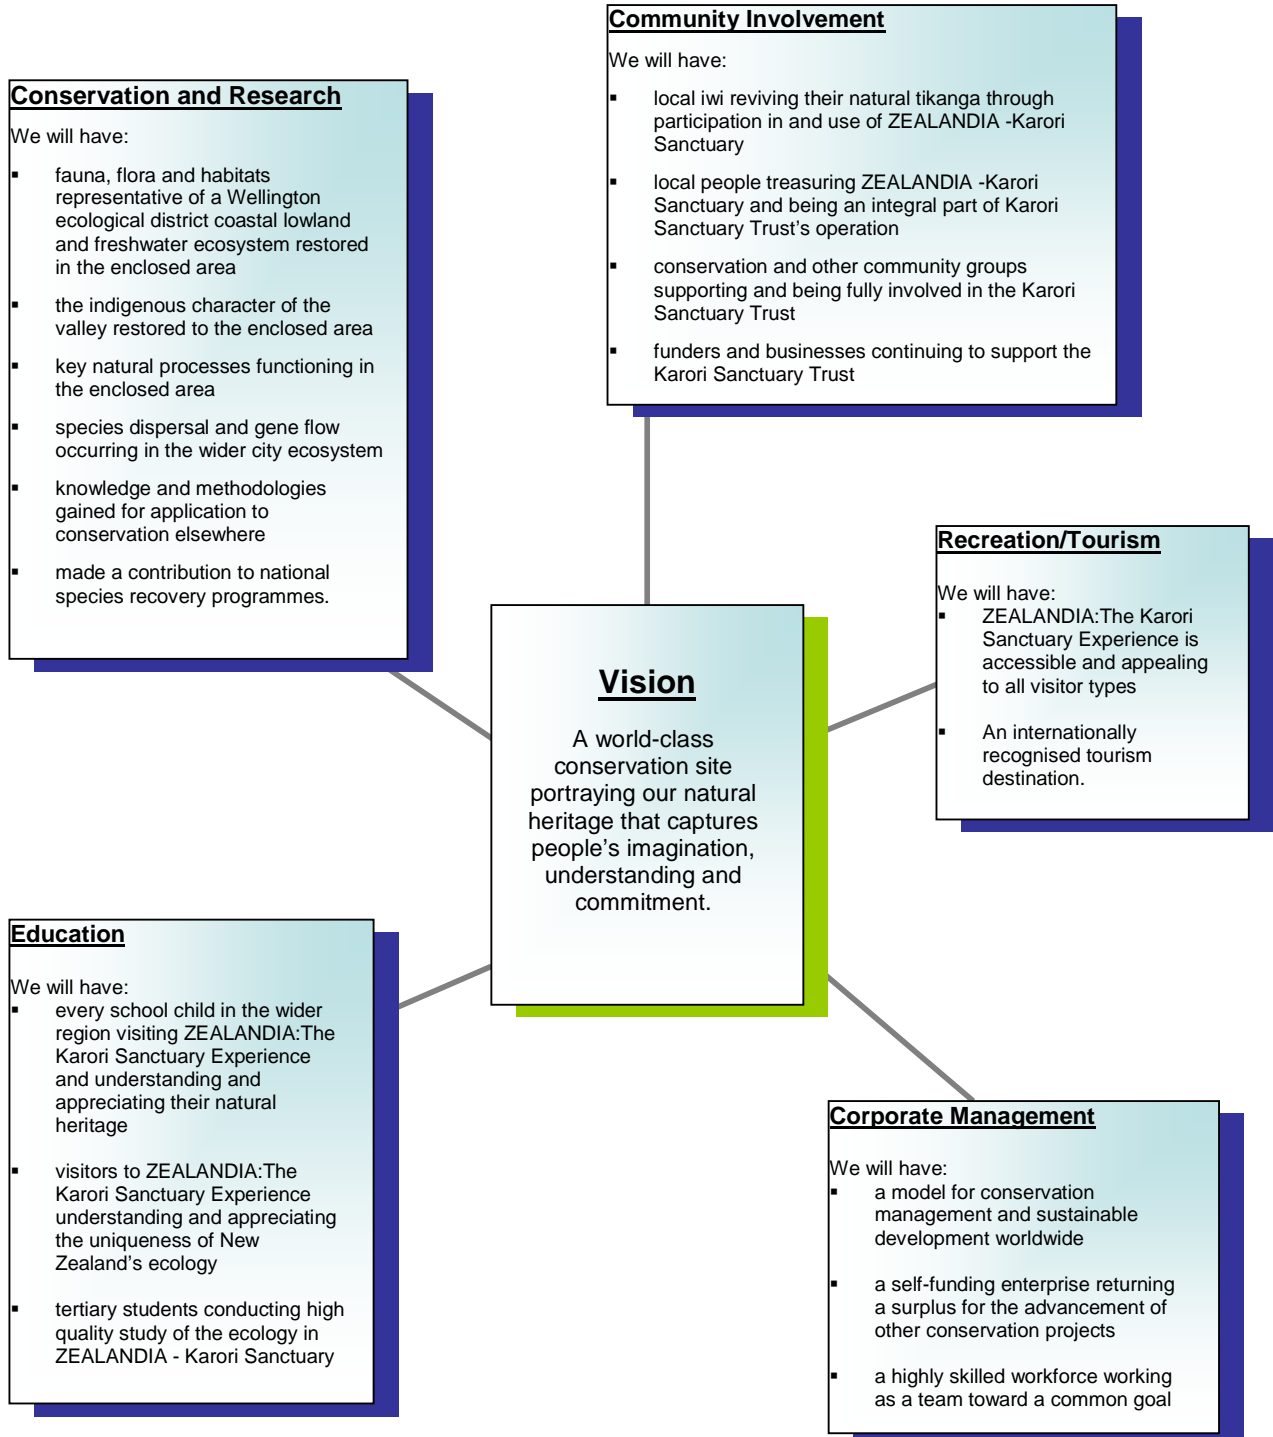 Community Involvement
We will have:
▪ local iwi reviving their natural tikanga through
participation in and use of ZEALANDIA -Karori
Sanctuary
▪ local people treasuring ZEALANDIA -Karori
Sanctuary and being an integral part of Karori
Sanctuary Trust's operation
▪ conservation and other community groups
supporting and being fully involved in the Karori
Sanctuary Trust
▪ funders and businesses continuing to support the
Karori Sanctuary Trust
Conservation and Research
We will have:
▪ fauna, flora and habitats
representative of a Wellington
ecological district coastal lowland
and freshwater ecosystem restored
in the enclosed area
▪ the indigenous character of the
valley restored to the enclosed area
▪ key natural processes functioning in
the enclosed area
▪ species dispersal and gene flow
occurring in the wider city ecosystem
▪ knowledge and methodologies
gained for application to
conservation elsewhere
▪ made a contribution to national
species recovery programmes.
Recreation/Tourism
We will have:
▪ ZEALANDIA:The Karori
Sanctuary Experience is
accessible and appealing
to all visitor types
▪ An internationally
recognised tourism
destination.
Vision
A world-class
conservation site
portraying our natural
heritage that captures
people's imagination,
understanding and
commitment.
Education
We will have:
▪ every school child in the wider
region visiting ZEALANDIA:The
Karori Sanctuary Experience
and understanding and
appreciating their natural
heritage
▪ visitors to ZEALANDIA:The
Karori Sanctuary Experience
understanding and appreciating
the uniqueness of New
Zealand's ecology
▪ tertiary students conducting high
quality study of the ecology in
ZEALANDIA - Karori Sanctuary
Corporate Management
We will have:
▪ a model for conservation
management and sustainable
development worldwide
▪ a self-funding enterprise returning
a surplus for the advancement of
other conservation projects
▪ a highly skilled workforce working
as a team toward a common goal